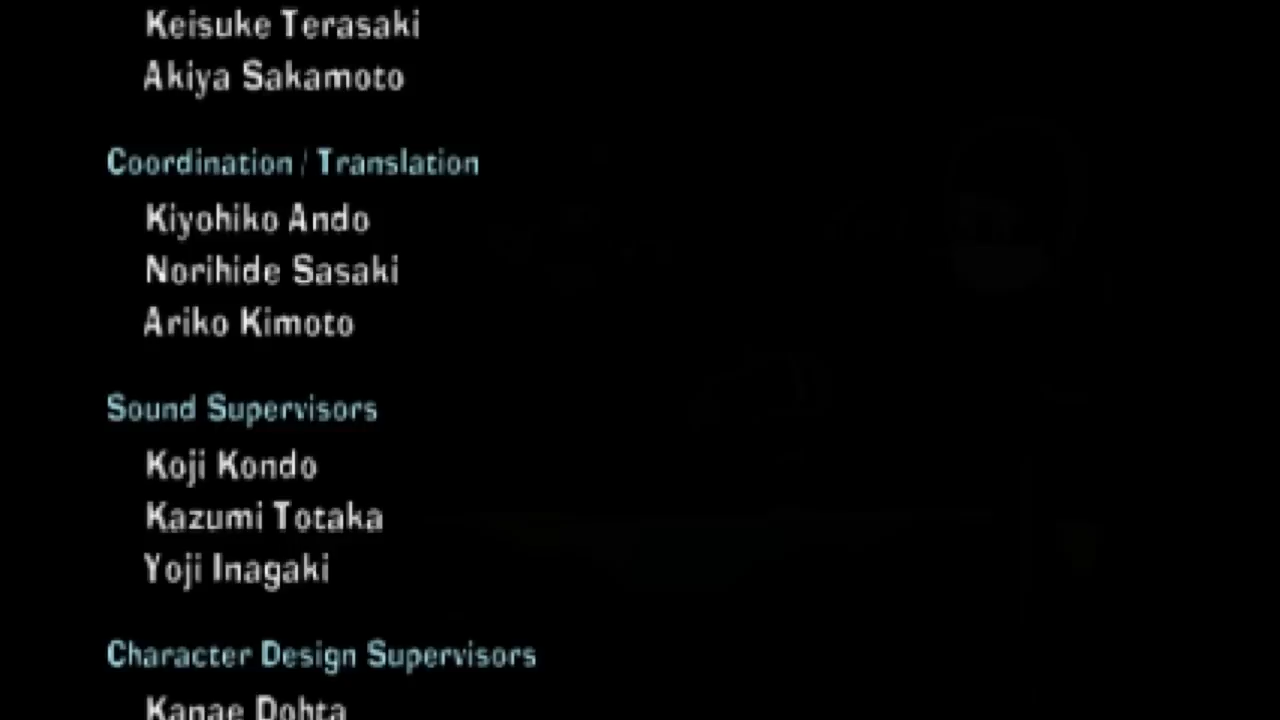 Keisuke Terasaki
Akiya Sakamoto
Coordination / Translation
Kiyohiko Ando
Norihide Sasaki
Ariko Kimoto
Sound Supervisors
Koji Kondo
Kazumi Totaka
Yoji Inagaki
Character Design Supervisors
Kanae Dohta